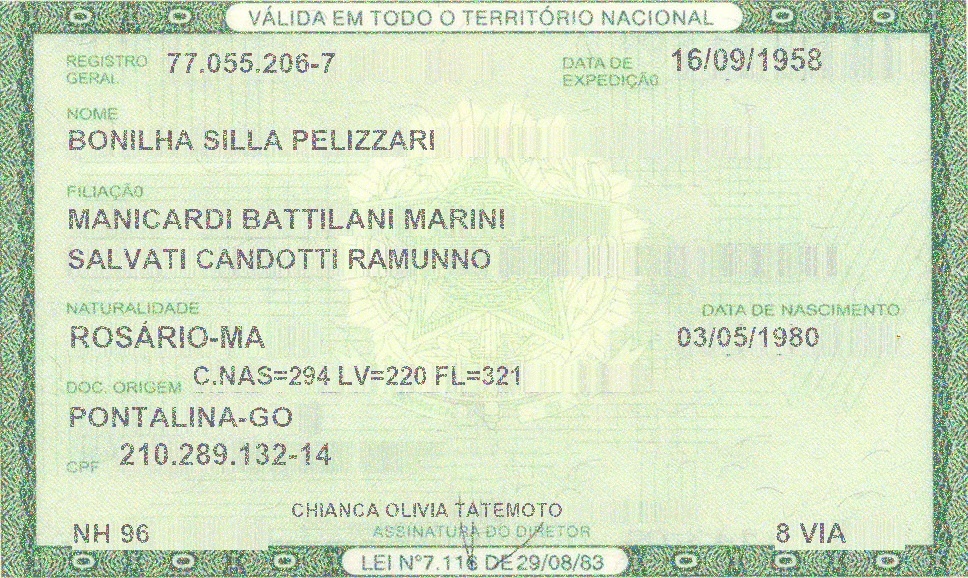 VÁLIDA EM TODO O TERRITÓRIO NACIONAL
REGISTRO GERAL 77.055.206-7 DATA DE EXPEDIÇÃO 16/09/1958
NOME
BONILHA SILLA PELIZZARI
FILIAÇÃO
MANICARDI BATTILANI MARINI
SALVATI CANDOTTI RAMUNNO
NATURALIDADE DATA DE NASCIMENTO
ROSÁRIO-MA 03/05/1980
DOC. ORIGEM C.NAS=294 LV=220 FL=321
PONTALINA-GO
CPF 210.289.132-14
CHIANCA OLIVIA TATEMOTO
NH 96 ASSINATURA DO DIRETOR 8 VIA
LEI Nº7.116 DE 29/08/83